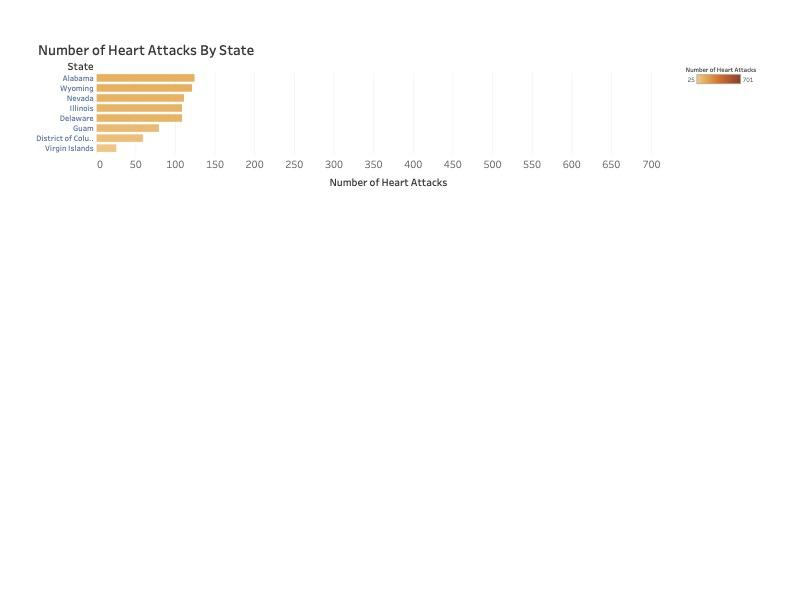 Number of Heart Attacks By State
State
Alabama
Wyoming
Nevada
Illinois
Delaware
Guam
District of Colu..
Virgin Islands
0 50 100 150 200 250 300 350 400 450 500 550 600 650 700
Number of Heart Attacks
Number of Heart Attacks
25 701